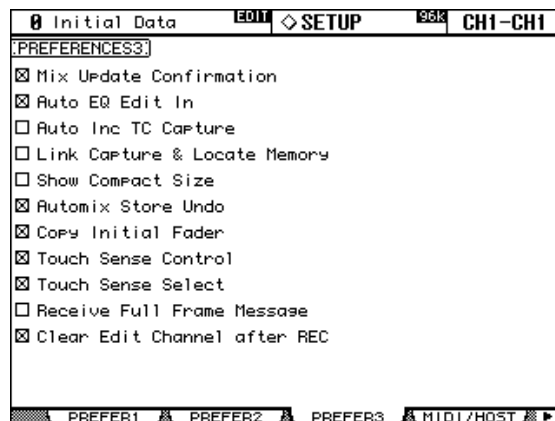 0 Initial Data EDIT ◇SETUP 96k CH1-CH1
PREFERENCES3
☒ Mix Update Confirmation
☒ Auto EQ Edit In
☐ Auto Inc TC Capture
☐ Link Capture & Locate Memory
☐ Show Compact Size
☒ Automix Store Undo
☒ Copy Initial Fader
☒ Touch Sense Control
☒ Touch Sense Select
☐ Receive Full Frame Message
☒ Clear Edit Channel after REC
PREFER1 PREFER2 PREFER3 MIDI/HOST ▶